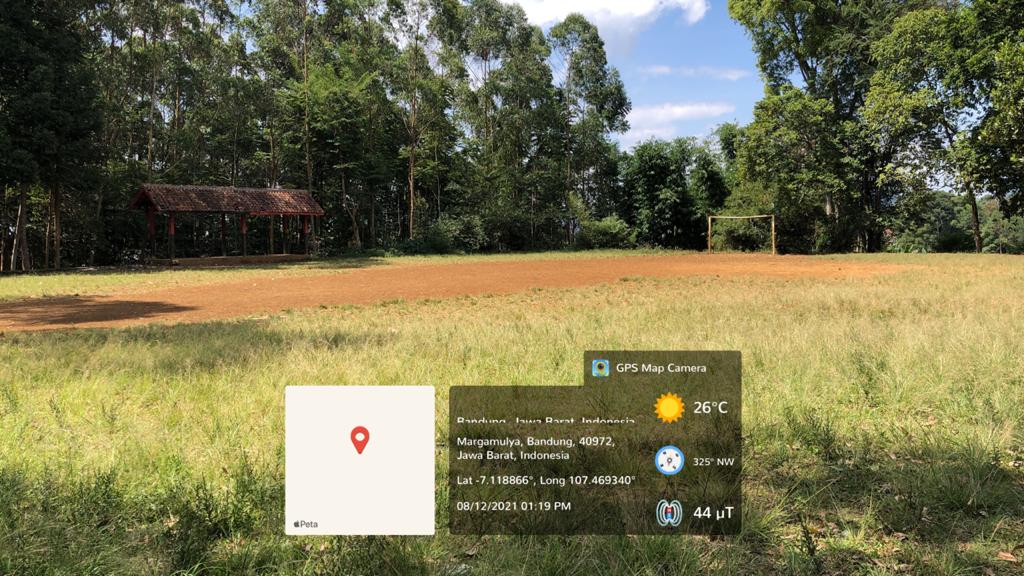 GPS Map Camera
Bandung, Jawa Barat, Indonesia
26°C
Margamulya, Bandung, 40972,
Jawa Barat, Indonesia
325° NW
Lat -7.118866°, Long 107.469340°
08/12/2021 01:19 PM
44 µT
Peta